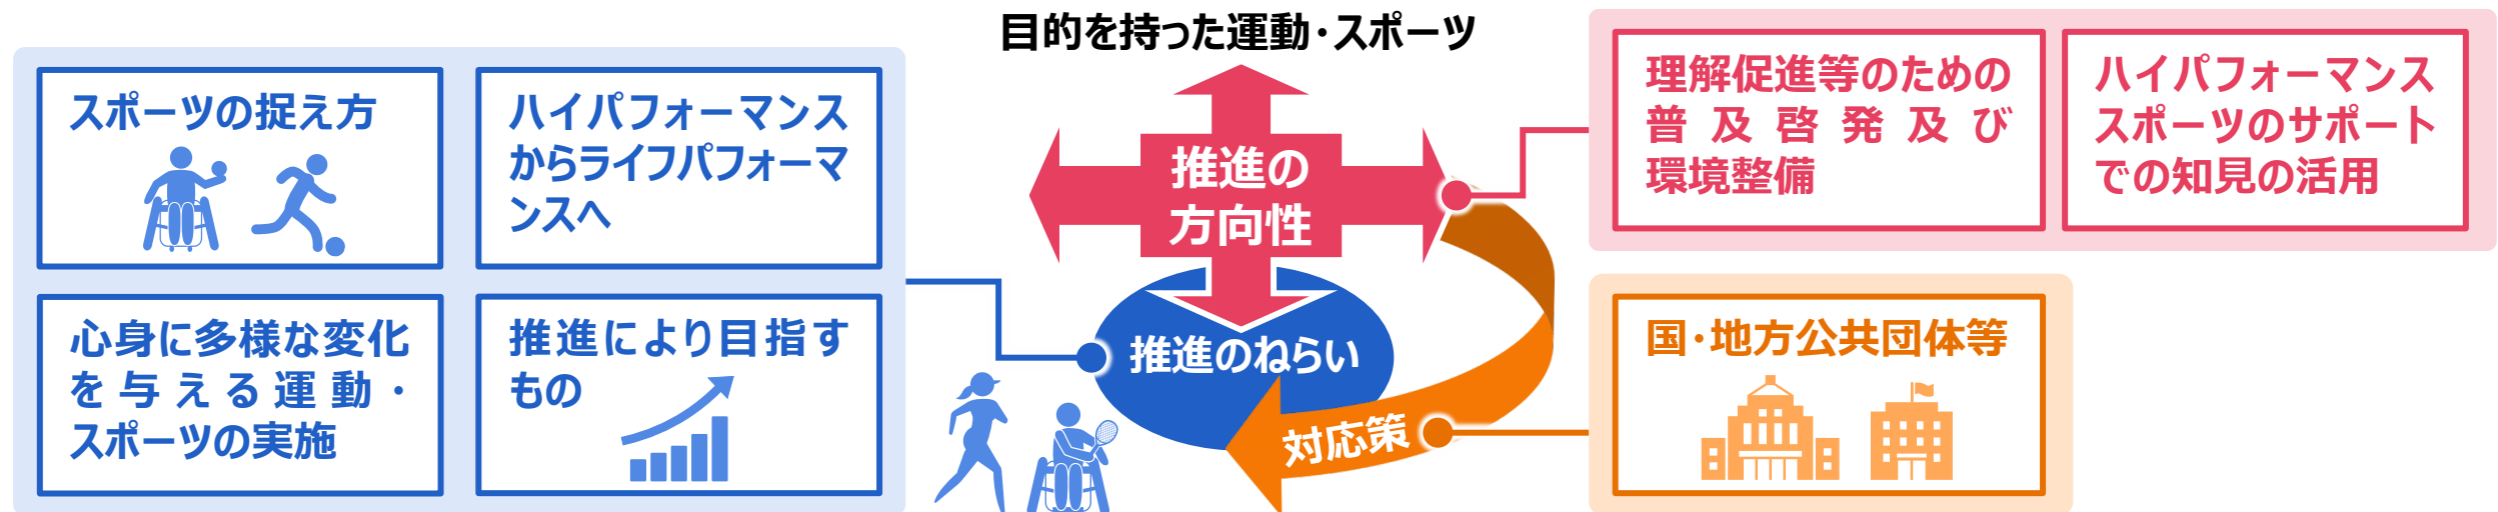 目的を持った運動・スポーツ
スポーツの捉え方
ハイパフォーマンス
からライフパフォーマ
ンスへ
心身に多様な変化
を与える運動・
スポーツの実施
推進により目指す
もの
推進の
方向性
推進のねらい
対応策
理解促進等のための
普及啓発及び
環境整備
ハイパフォーマンス
スポーツのサポート
での知見の活用
国・地方公共団体等